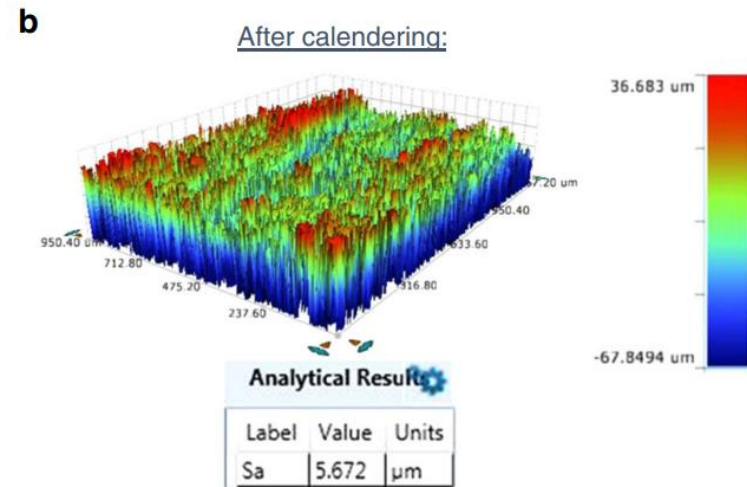 b
After calendering:
36.683 um
7.20 um
950.40
633.60
316.80
950.40 um
712.80
475.20
237.60
-67.8494 um
Analytical Results
Label Value Units
Sa 5.672 µm